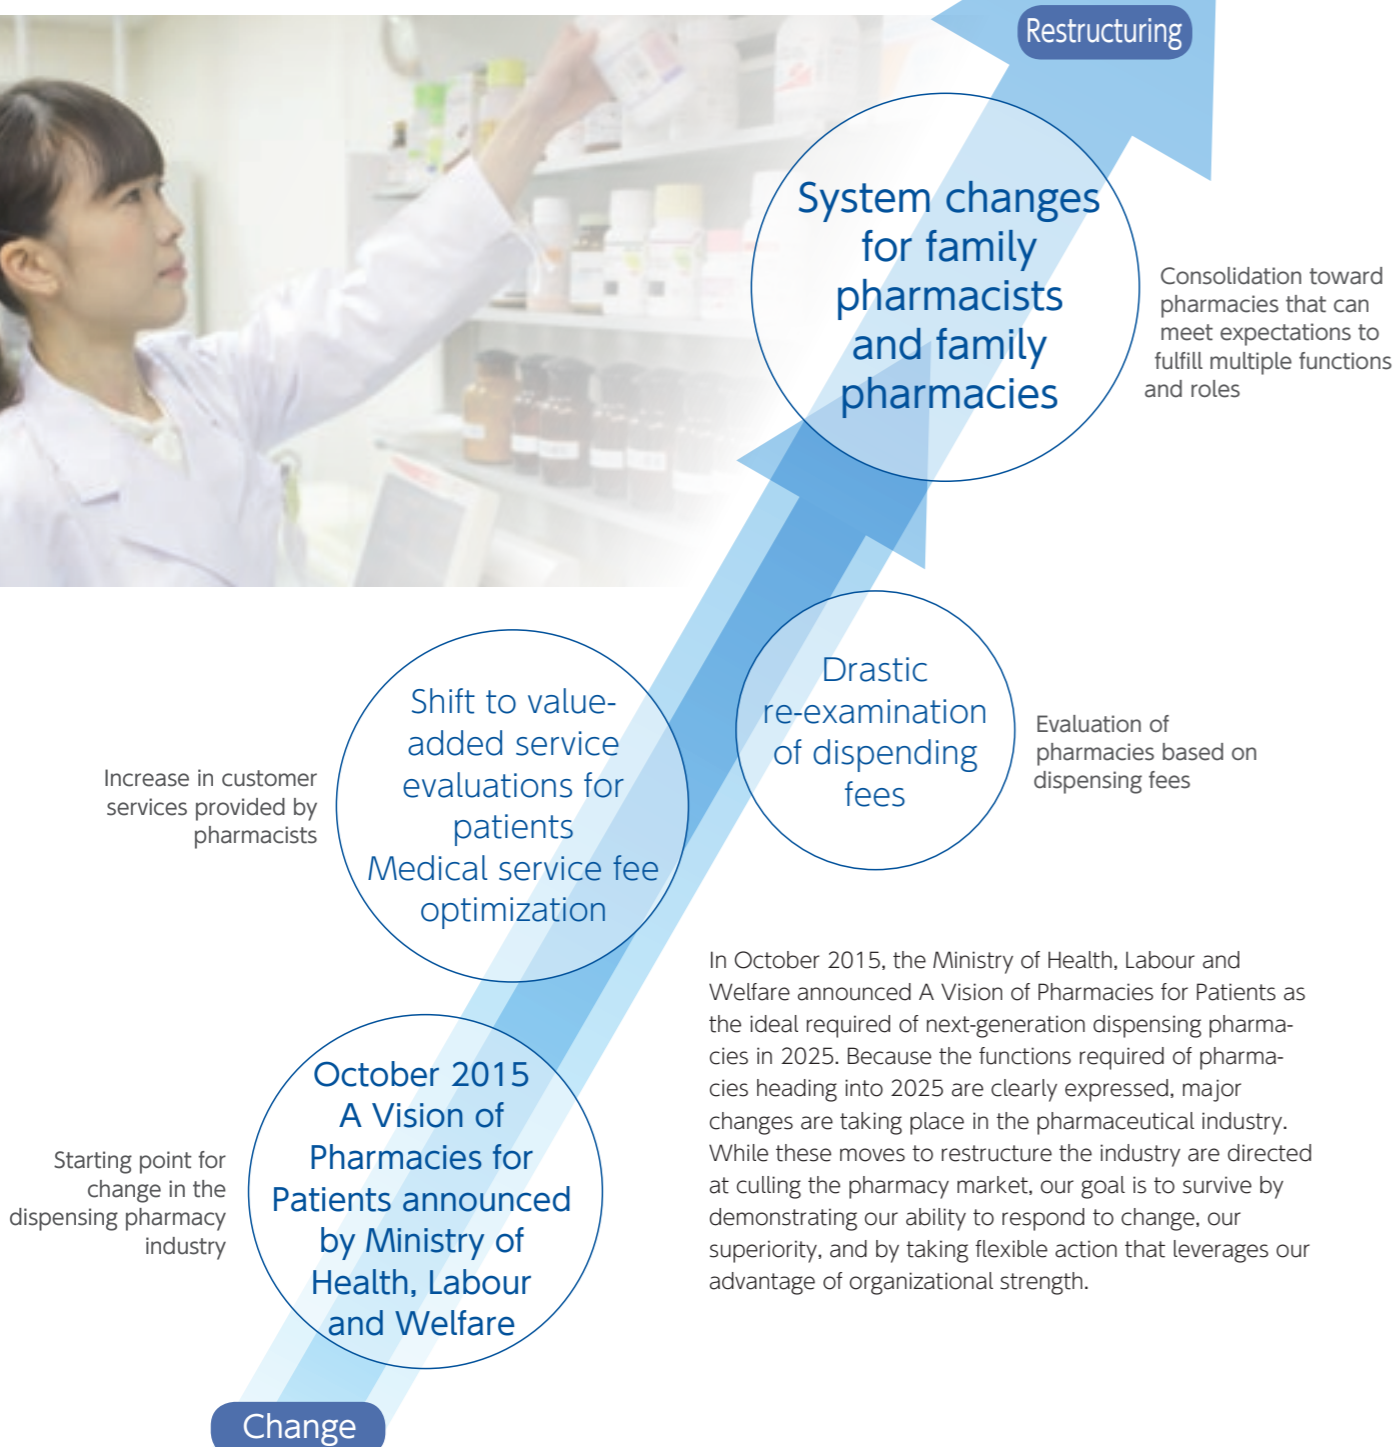 Restructuring
System changes
for family
pharmacists
and family
pharmacies
Consolidation toward
pharmacies that can
meet expectations to
fulfill multiple functions
and roles
Drastic
re-examination
of dispending
fees
Evaluation of
pharmacies based on
dispensing fees
Shift to value-
added service
evaluations for
patients
Medical service fee
optimization
Increase in customer
services provided by
pharmacists
October 2015
A Vision of
Pharmacies for
Patients announced
by Ministry of
Health, Labour
and Welfare
Starting point for
change in the
dispensing pharmacy
industry
Change
In October 2015, the Ministry of Health, Labour and
Welfare announced A Vision of Pharmacies for Patients as
the ideal required of next-generation dispensing pharma-
cies in 2025. Because the functions required of pharma-
cies heading into 2025 are clearly expressed, major
changes are taking place in the pharmaceutical industry.
While these moves to restructure the industry are directed
at culling the pharmacy market, our goal is to survive by
demonstrating our ability to respond to change, our
superiority, and by taking flexible action that leverages our
advantage of organizational strength.